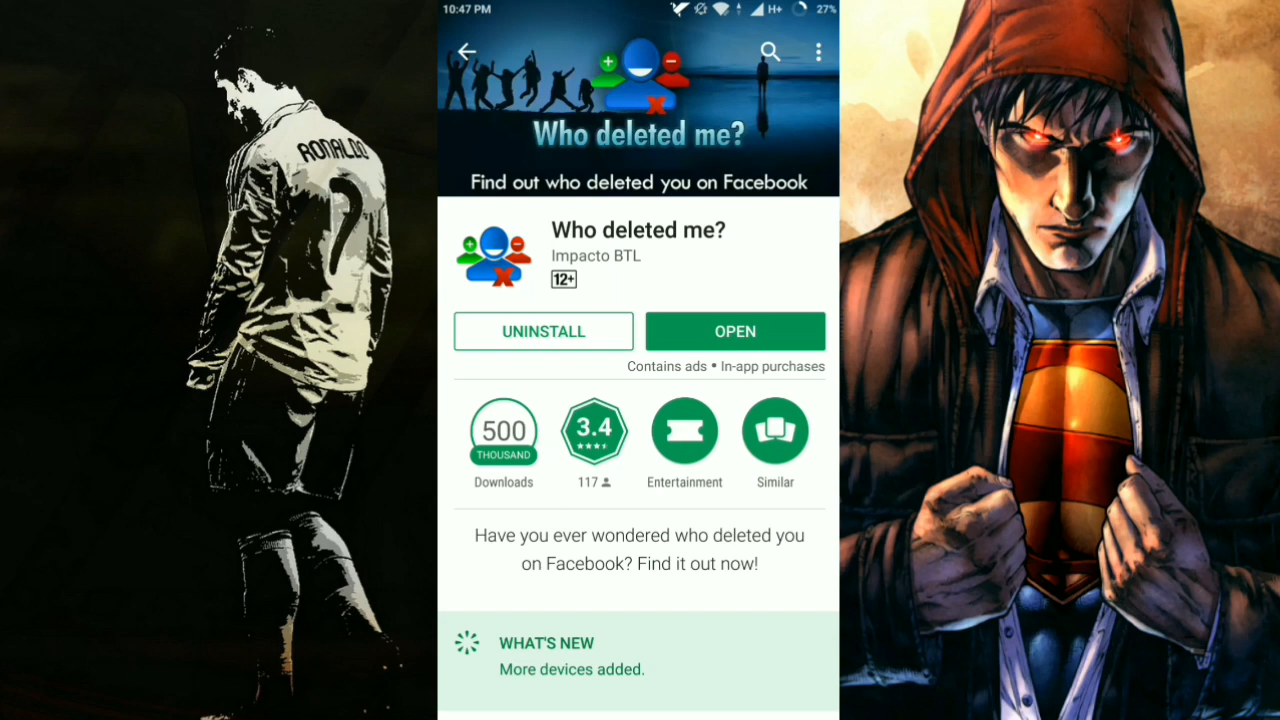 RONALDO
7
10:47 PM
H+
27%
Who deleted me?
Find out who deleted you on Facebook
Who deleted me?
Impacto BTL
12+
UNINSTALL
OPEN
Contains ads • In-app purchases
500
THOUSAND
3.4
Downloads
117
Entertainment
Similar
Have you ever wondered who deleted you
on Facebook? Find it out now!
WHAT'S NEW
More devices added.